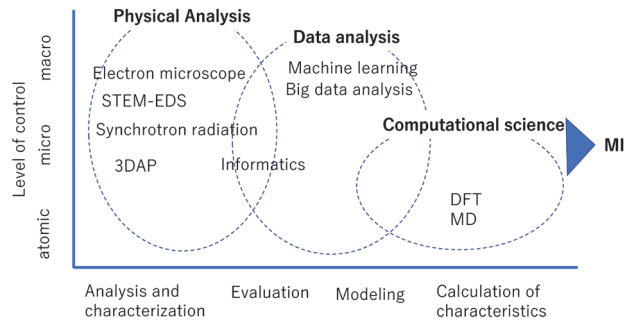 Physical Analysis
Data analysis
Electron microscope
Machine learning
Big data analysis
STEM-EDS
Synchrotron radiation
Computational science
MI
3DAP
Informatics
DFT
MD
Level of control
macro
micro
atomic
Analysis and
characterization
Evaluation
Modeling
Calculation of
characteristics